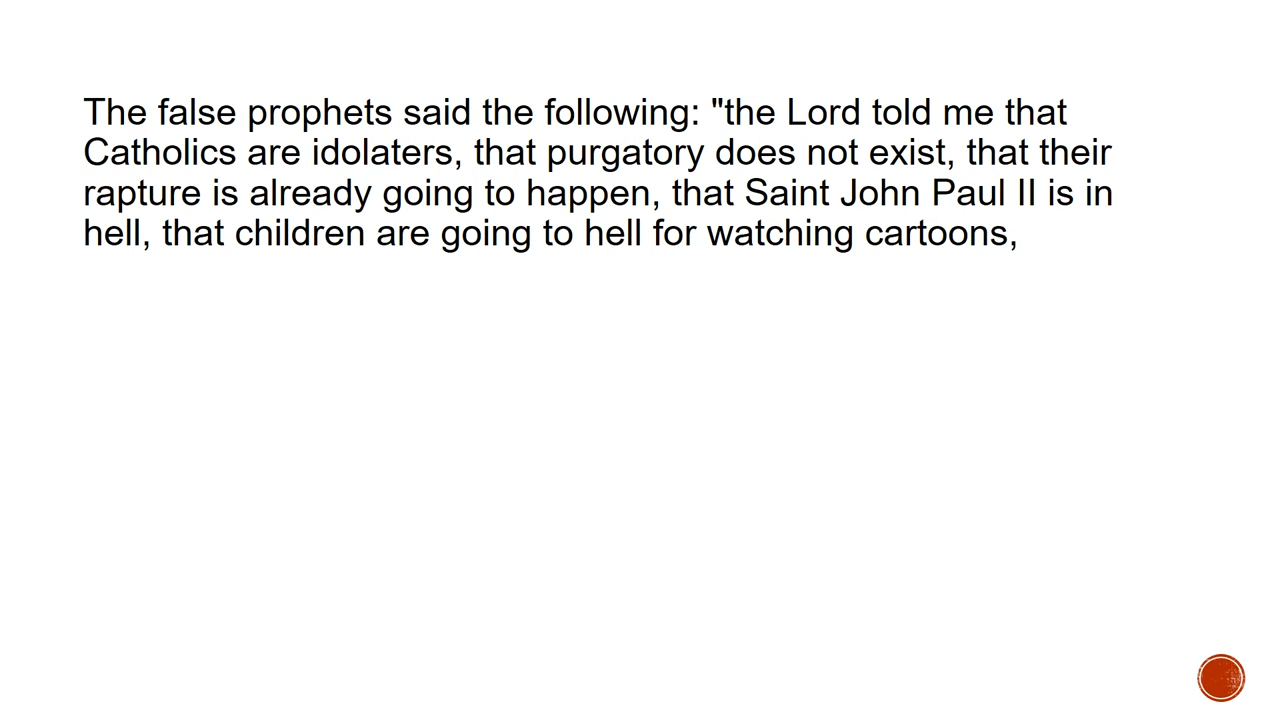 The false prophets said the following: "the Lord told me that
Catholics are idolaters, that purgatory does not exist, that their
rapture is already going to happen, that Saint John Paul II is in
hell, that children are going to hell for watching cartoons,